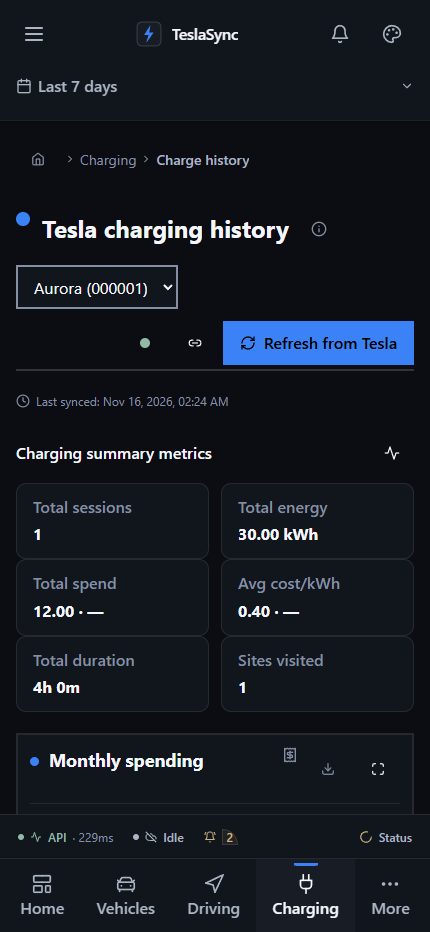 TeslaSync
Last 7 days
Charging
Charge history
Tesla charging history
Aurora (000001)
Refresh from Tesla
Last synced: Nov 16, 2026, 02:24 AM
Charging summary metrics
Total sessions
1
Total energy
30.00 kWh
Total spend
12.00 · —
Avg cost/kWh
0.40 · —
Total duration
4h 0m
Sites visited
1
Monthly spending
API · 229ms
Idle
2
Status
Home
Vehicles
Driving
Charging
More